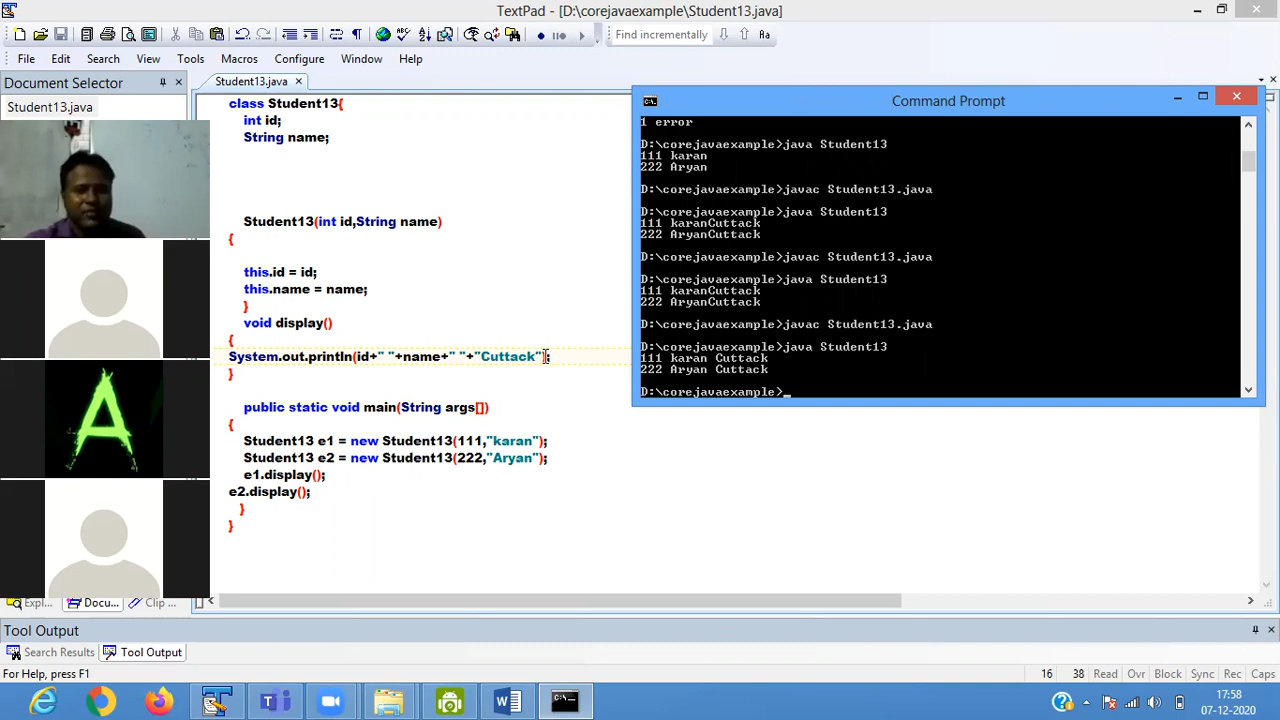 TextPad - [D:\corejavaexample\Student13.java]
Find incrementally
File Edit Search View Tools Macros Configure Window Help
Document Selector
Student13.java
Student13.java
class Student13{
int id;
String name;
Student13(int id,String name)
{
this.id = id;
this.name = name;
}
void display()
{
System.out.println(id+" "+name+" "+"Cuttack");
}
public static void main(String args[])
{
Student13 e1 = new Student13(111,"karan");
Student13 e2 = new Student13(222,"Aryan");
e1.display();
e2.display();
}
}
Command Prompt
1 error
D:\corejavaexample>java Student13
111 karan
222 Aryan
D:\corejavaexample>javac Student13.java
D:\corejavaexample>java Student13
111 karanCuttack
222 AryanCuttack
D:\corejavaexample>javac Student13.java
D:\corejavaexample>java Student13
111 karanCuttack
222 AryanCuttack
D:\corejavaexample>javac Student13.java
D:\corejavaexample>java Student13
111 karan Cuttack
222 Aryan Cuttack
D:\corejavaexample>_
A
Expl... Docu... Clip ...
Tool Output
Search Results Tool Output
For Help, press F1
16 38 Read Ovr Block Sync Rec Caps
17:58
07-12-2020